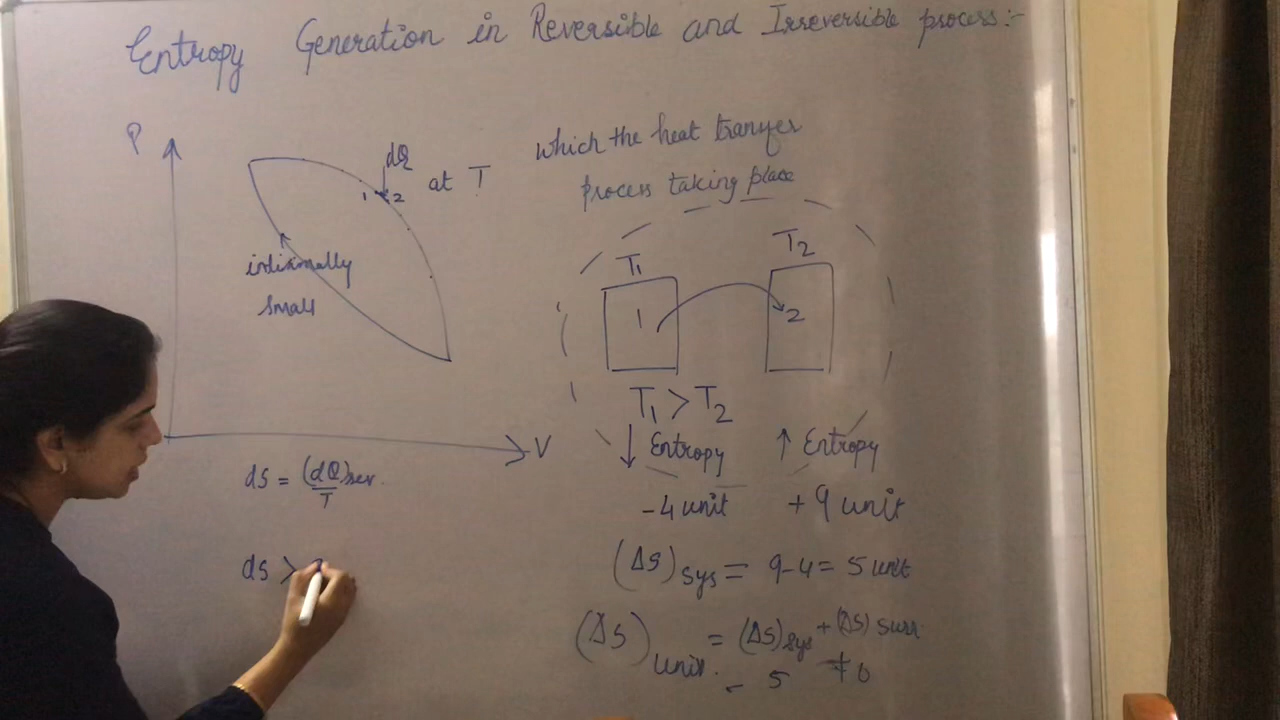 Entropy Generation in Reversible and Irreversible process:-
P
dQ
1 2 at T
which the heat tranfer
process taking place
small
V
T1
T2
1
2
T1 > T2
↓ Entropy ↑ Entropy
-4 unit +9 unit
dS = (dQ/T)rev.
ds >
(ΔS)sys = 9-4 = 5 unit
(ΔS)univ. = (ΔS)sys + (ΔS)surr.
= 5 ≠ 0